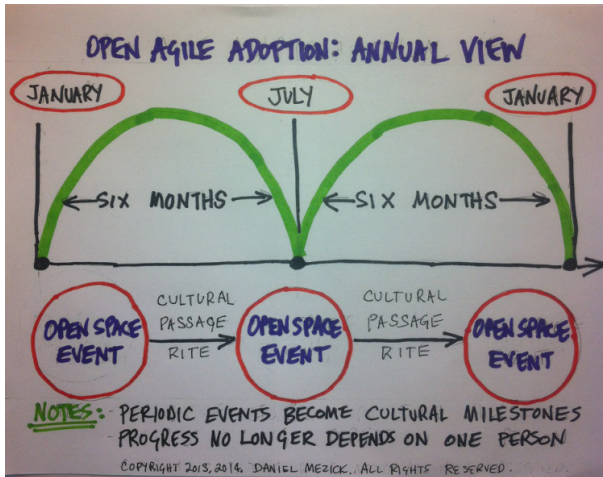 OPEN AGILE ADOPTION: ANNUAL VIEW
JANUARY
JULY
JANUARY
SIX MONTHS
SIX MONTHS
OPEN SPACE
EVENT
CULTURAL
PASSAGE
RITE
OPEN SPACE
EVENT
CULTURAL
PASSAGE
RITE
OPEN SPACE
EVENT
NOTES: PERIODIC EVENTS BECOME CULTURAL MILESTONES
PROGRESS NO LONGER DEPENDS ON ONE PERSON
COPYRIGHT 2013, 2014. DANIEL MEZICK. ALL RIGHTS RESERVED.